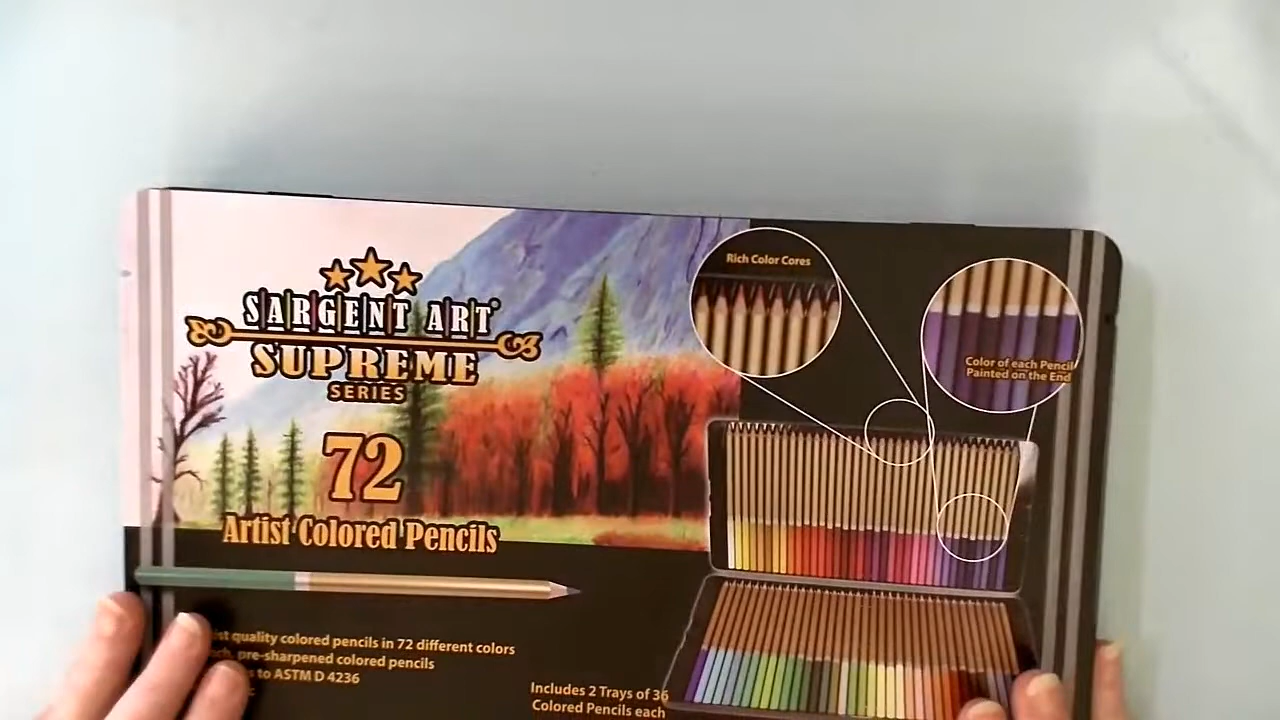 SARGENT ART®
SUPREME
SERIES
72
Artist Colored Pencils
quality colored pencils in 72 different colors
pre-sharpened colored pencils
to ASTM D 4236
Rich Color Cores
Color of each Pencil
Painted on the End
Includes 2 Trays of 36
Colored Pencils each